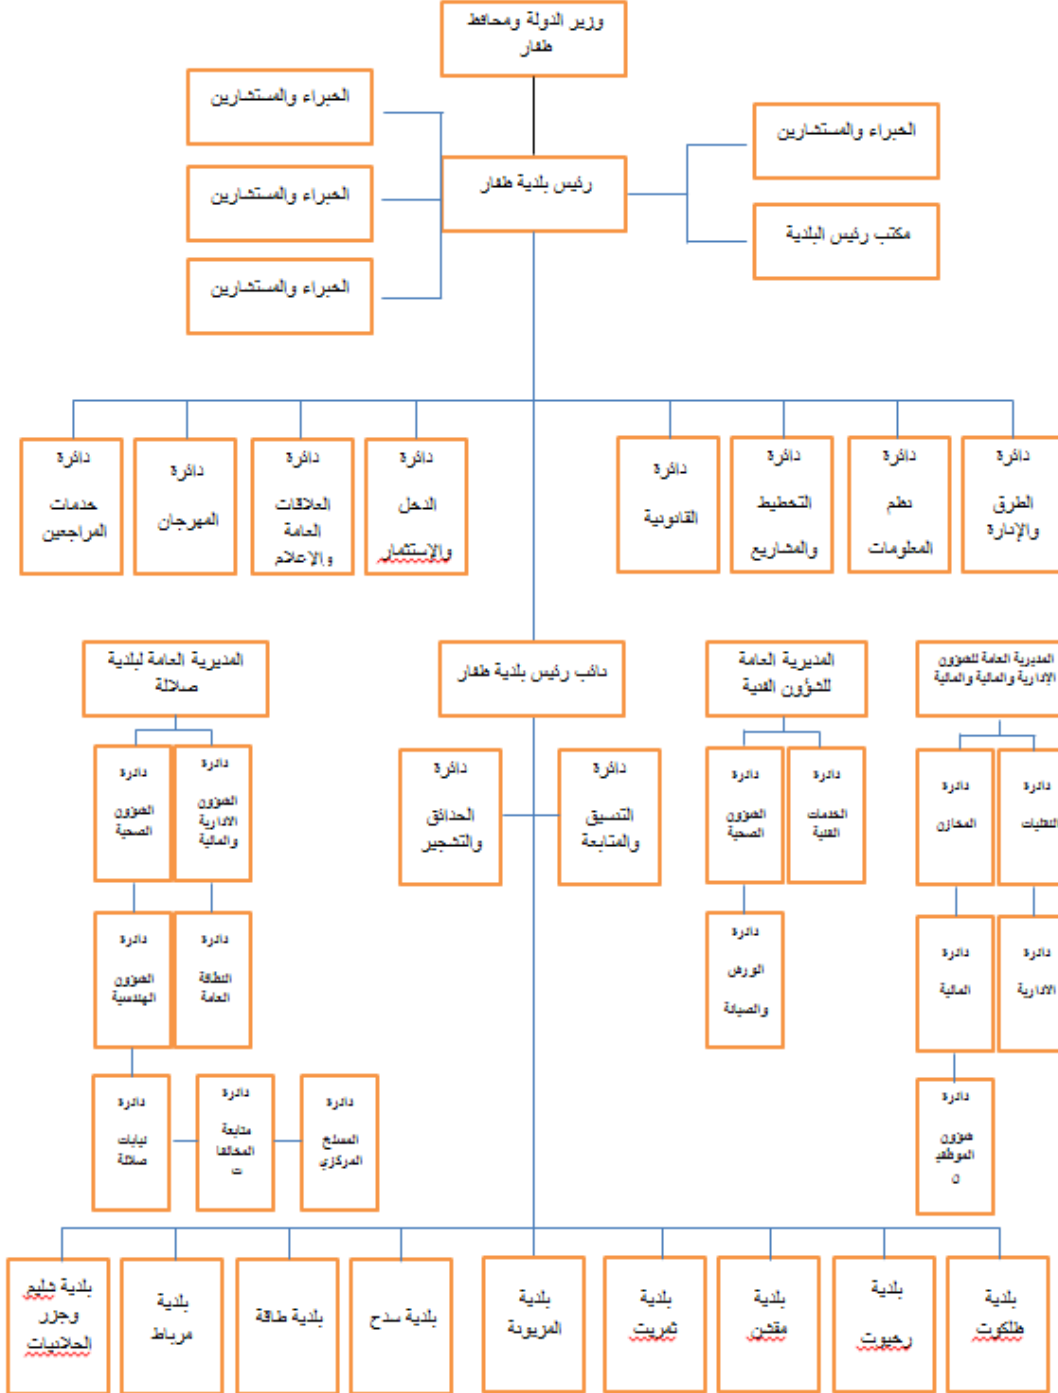 وزير الدولة ومحافظ
ظفار
الخبراء والمستشارين
الخبراء والمستشارين
رئيس بلدية ظفار
الخبراء والمستشارين
مكتب رئيس البلدية
الخبراء والمستشارين
دائرة
الطرق
والإنارة
دائرة
نظم
المعلومات
دائرة
التخطيط
والمشاريع
دائرة
القانونية
دائرة
الدخل
والإستثمار
دائرة
العلاقات
العامة
والإعلام
دائرة
المهرجان
دائرة
خدمات
المراجعين
المديرية العامة للشؤون
الإدارية والمالية والمالية
المديرية العامة
للشؤون الفنية
نائب رئيس بلدية ظفار
المديرية العامة لبلدية
صلالة
دائرة
النقليات
دائرة
المخازن
دائرة
الخدمات
الفنية
دائرة
الشؤون
الصحية
دائرة
التنسيق
والمتابعة
دائرة
الحدائق
والتشجير
دائرة
الشؤون
الادارية
والمالية
دائرة
الشؤون
الصحية
دائرة
الادارية
دائرة
المالية
دائرة
الورش
والصيانة
دائرة
النظافة
العامة
دائرة
الشؤون
الهندسية
دائرة
شؤون
الموظفي
ن
دائرة
المسلخ
المركزي
دائرة
متابعة
المخالفا
ت
دائرة
نيابات
صلالة
بلدية
ظلكوت
بلدية
رخيوت
بلدية
مقشن
بلدية
ثمريت
بلدية
المزيونة
بلدية سدح
بلدية طاقة
بلدية
مرباط
بلدية شليم
وجزر
الحلانيات